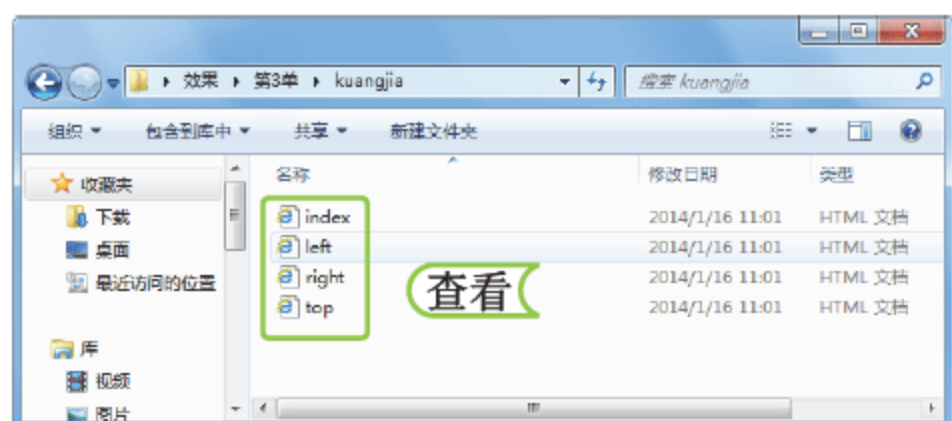 效果 第3单 kuangjia 搜索 kuangjia
组织 包含到库中 共享 新建文件夹
名称 修改日期 类型
收藏夹
下载
桌面
最近访问的位置
库
视频
图片
index 2014/1/16 11:01 HTML 文档
left 2014/1/16 11:01 HTML 文档
right 2014/1/16 11:01 HTML 文档
top 2014/1/16 11:01 HTML 文档
查看